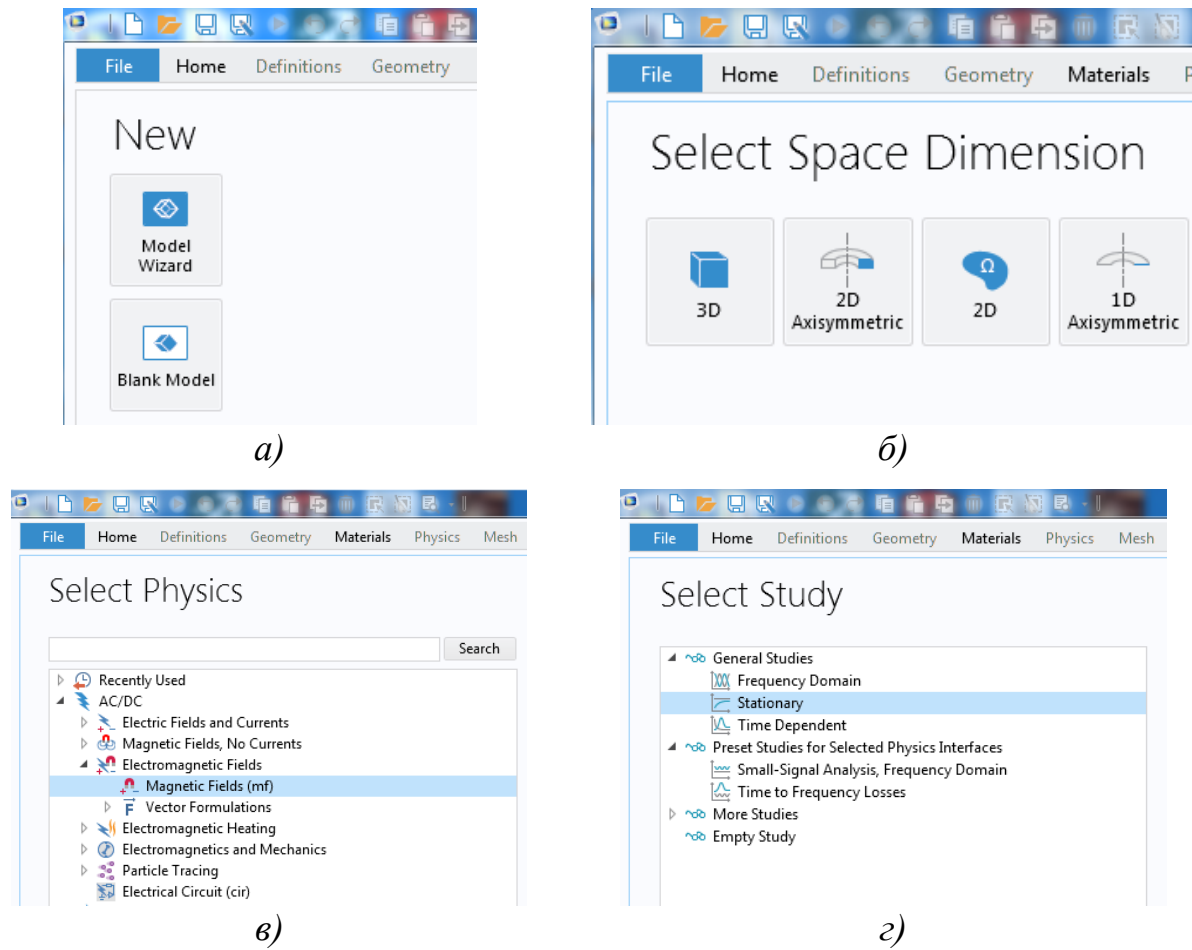 File Home Definitions Geometry
New
Model
Wizard
Blank Model
а)
File Home Definitions Geometry Materials P
Select Space Dimension
3D
2D
Axisymmetric
Ω
2D
1D
Axisymmetric
б)
File Home Definitions Geometry Materials Physics Mesh
Select Physics
Search
Recently Used
AC/DC
Electric Fields and Currents
Magnetic Fields, No Currents
Electromagnetic Fields
Magnetic Fields (mf)
F Vector Formulations
Electromagnetic Heating
Electromagnetics and Mechanics
Particle Tracing
Electrical Circuit (cir)
в)
File Home Definitions Geometry Materials Physics Mesh
Select Study
General Studies
Frequency Domain
Stationary
Time Dependent
Preset Studies for Selected Physics Interfaces
Small-Signal Analysis, Frequency Domain
Time to Frequency Losses
More Studies
Empty Study
г)